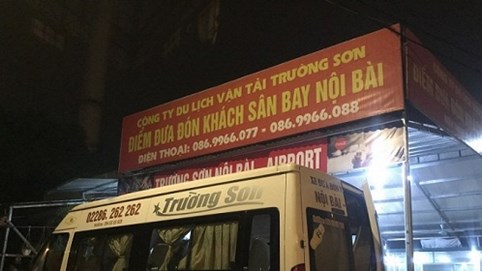 CÔNG TY DU LỊCH VẬN TẢI TRƯỜNG SƠN
ĐIỂM ĐƯA ĐÓN KHÁCH SÂN BAY NỘI BÀI
ĐIỆN THOẠI: 086.9966.077 - 086.9966.088
TRƯỜNG SƠN NỘI BÀI AIRPORT
02206. 262 262
Trường Sơn
NỘI BÀI